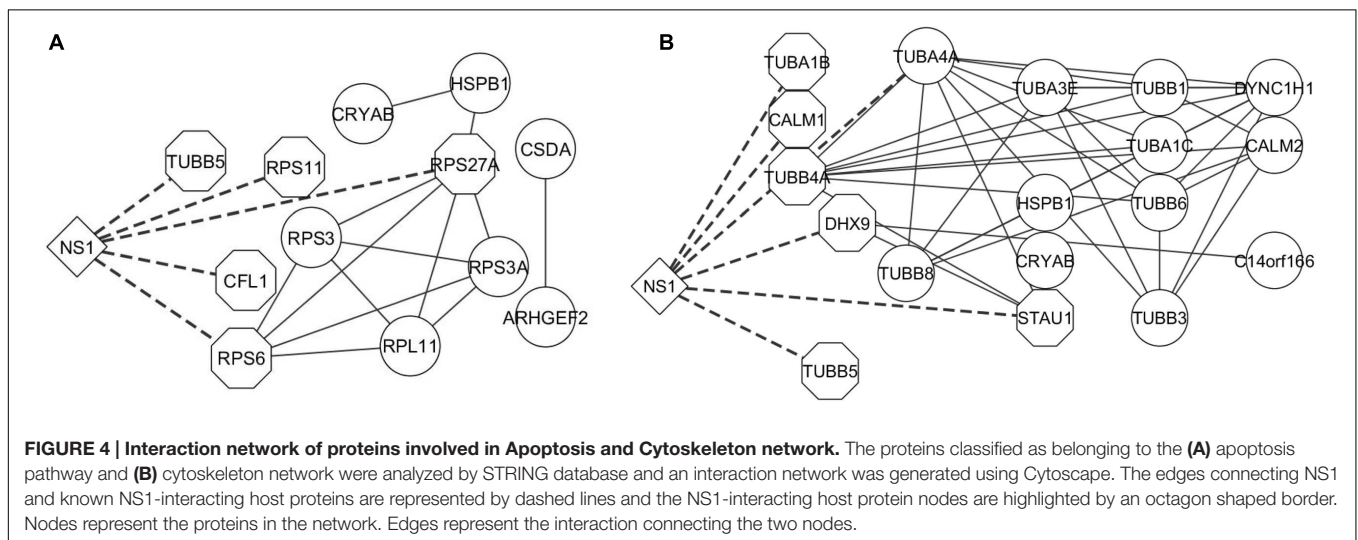 A
HSPB1
CRYAB
CSDA
TUBB5
RPS11
RPS27A
NS1
RPS3
RPS3A
CFL1
ARHGEF2
RPS6
RPL11
B
TUBA1B
TUBA4A
TUBA3E
TUBB1
DYNC1H1
CALM1
TUBA1C
CALM2
TUBB4A
HSPB1
TUBB6
DHX9
NS1
TUBB8
CRYAB
C14orf166
STAU1
TUBB3
TUBB5
FIGURE 4 | Interaction network of proteins involved in Apoptosis and Cytoskeleton network. The proteins classified as belonging to the (A) apoptosis
pathway and (B) cytoskeleton network were analyzed by STRING database and an interaction network was generated using Cytoscape. The edges connecting NS1
and known NS1-interacting host proteins are represented by dashed lines and the NS1-interacting host protein nodes are highlighted by an octagon shaped border.
Nodes represent the proteins in the network. Edges represent the interaction connecting the two nodes.